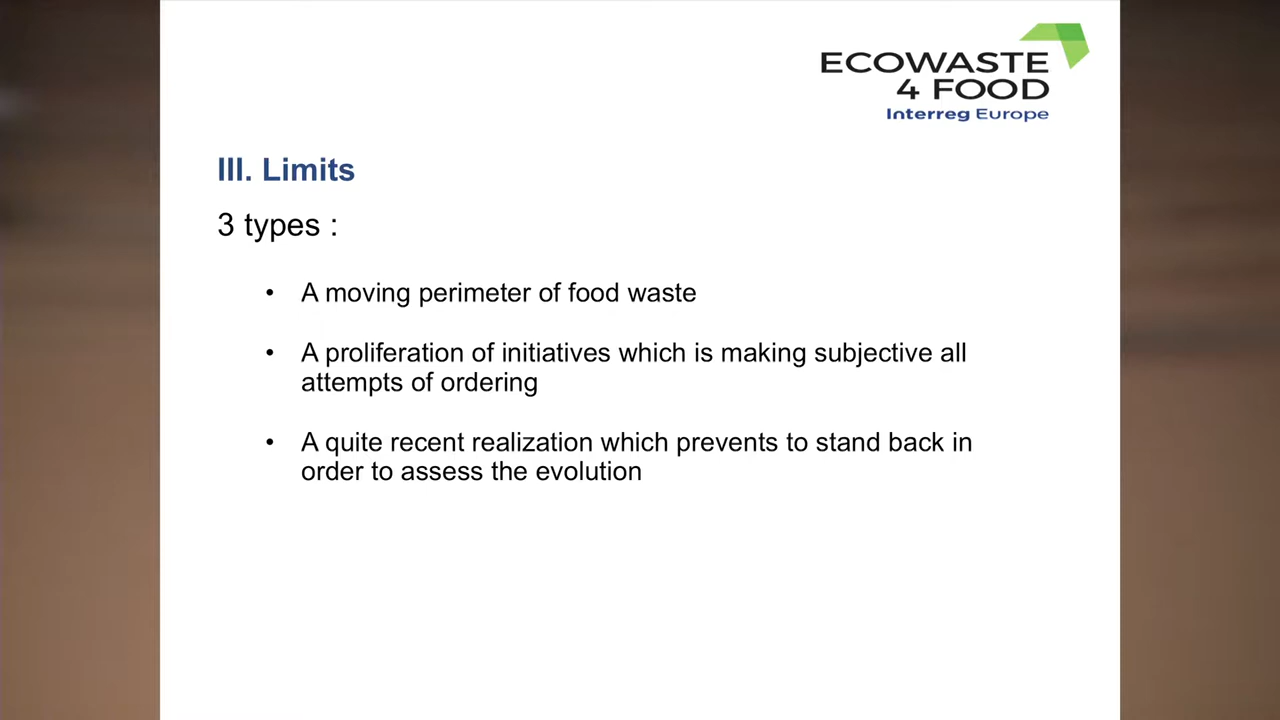 ECOWASTE
4 FOOD
Interreg Europe
III. Limits
3 types :
• A moving perimeter of food waste
• A proliferation of initiatives which is making subjective all
attempts of ordering
• A quite recent realization which prevents to stand back in
order to assess the evolution